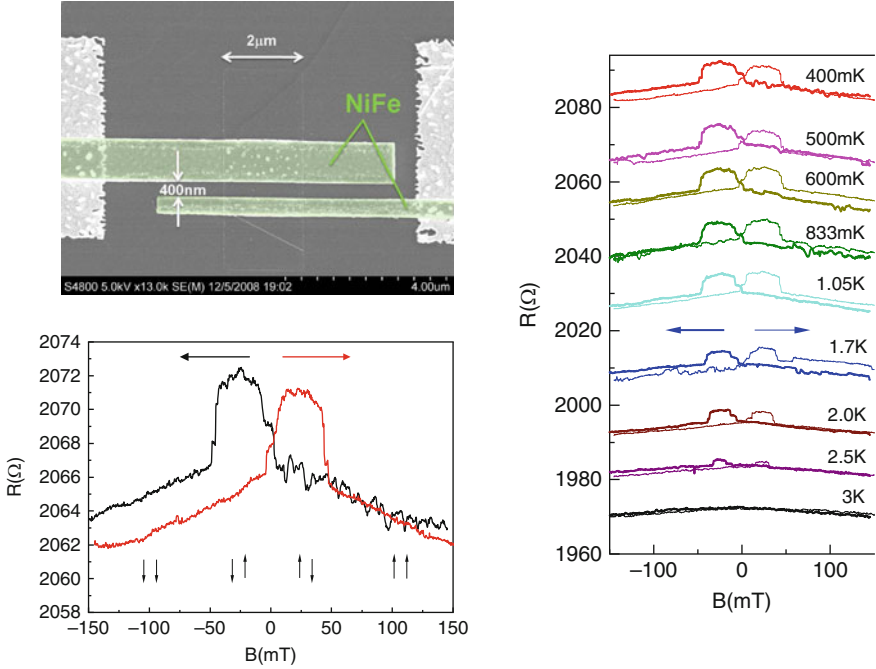 2μm
NiFe
400nm
S4800 5.0kV x13.0k SE(M) 12/5/2008 19:02 4.00um
2074
2072
2070
2068
2066
2064
2062
2060
2058
R(Ω)
−150 −100 −50 0 50 100 150
B(mT)
2080
2060
2040
2020
2000
1980
1960
R(Ω)
400mK
500mK
600mK
833mK
1.05K
1.7K
2.0K
2.5K
3K
−100 0 100
B(mT)